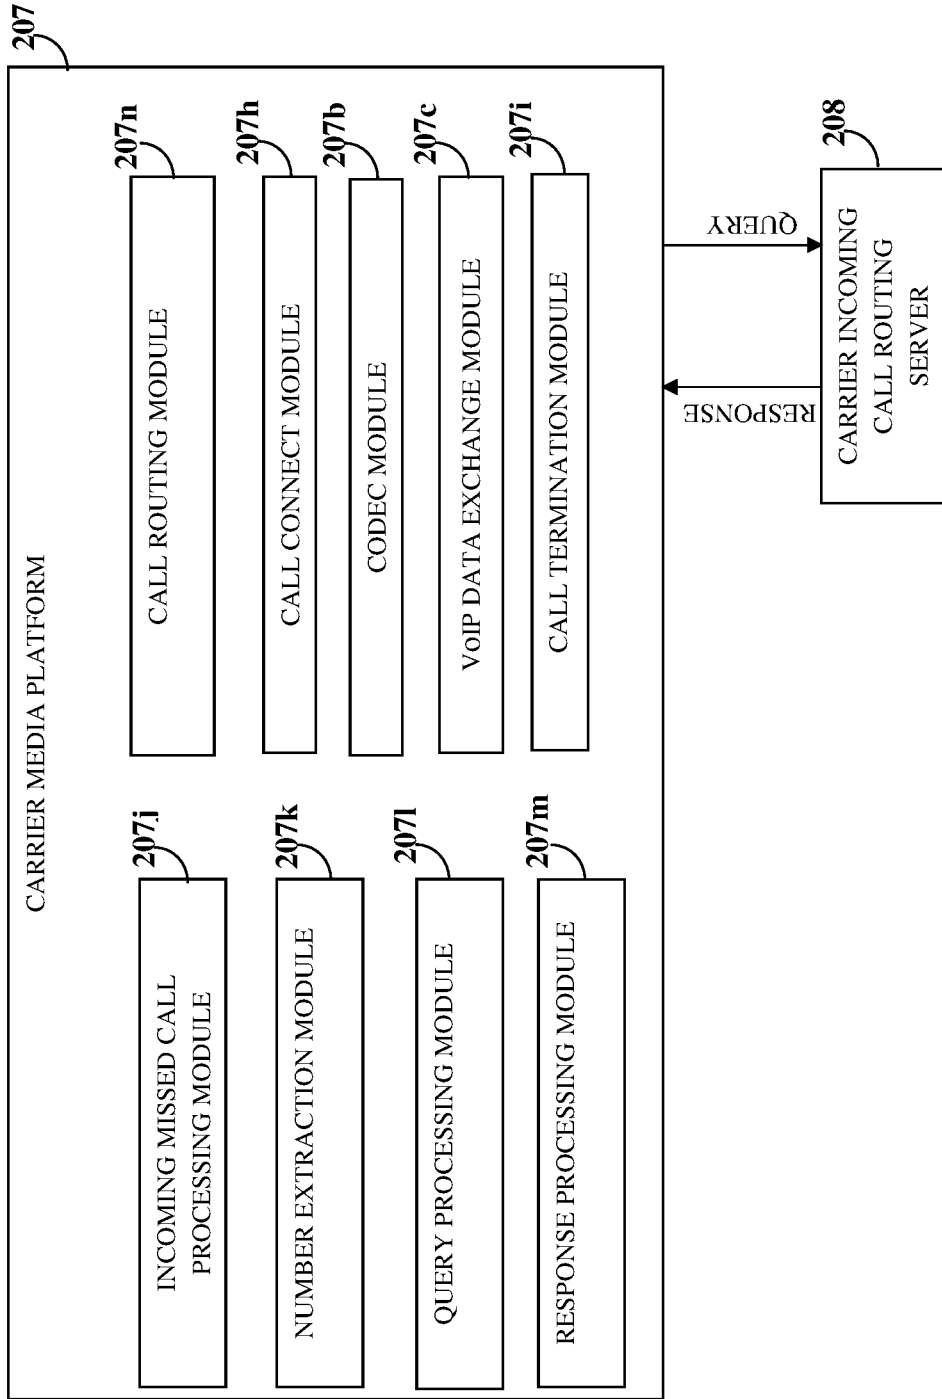 207
CARRIER MEDIA PLATFORM
207j
INCOMING MISSED CALL
PROCESSING MODULE
207k
NUMBER EXTRACTION MODULE
207l
QUERY PROCESSING MODULE
207m
RESPONSE PROCESSING MODULE
207n
CALL ROUTING MODULE
207h
CALL CONNECT MODULE
207b
CODEC MODULE
207c
VoIP DATA EXCHANGE MODULE
207i
CALL TERMINATION MODULE
RESPONSE
QUERY
208
CARRIER INCOMING
CALL ROUTING
SERVER